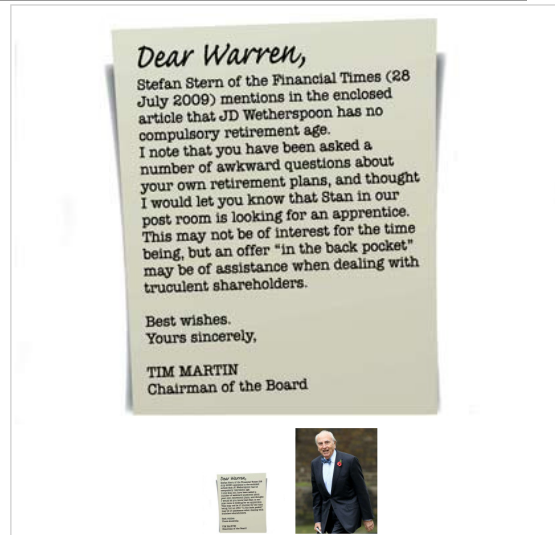 Dear Warren,
Stefan Stern of the Financial Times (28
July 2009) mentions in the enclosed
article that JD Wetherspoon has no
compulsory retirement age.
I note that you have been asked a
number of awkward questions about
your own retirement plans, and thought
I would let you know that Stan in our
post room is looking for an apprentice.
This may not be of interest for the time
being, but an offer “in the back pocket”
may be of assistance when dealing with
truculent shareholders.
Best wishes.
Yours sincerely,
TIM MARTIN
Chairman of the Board
Dear Warren,